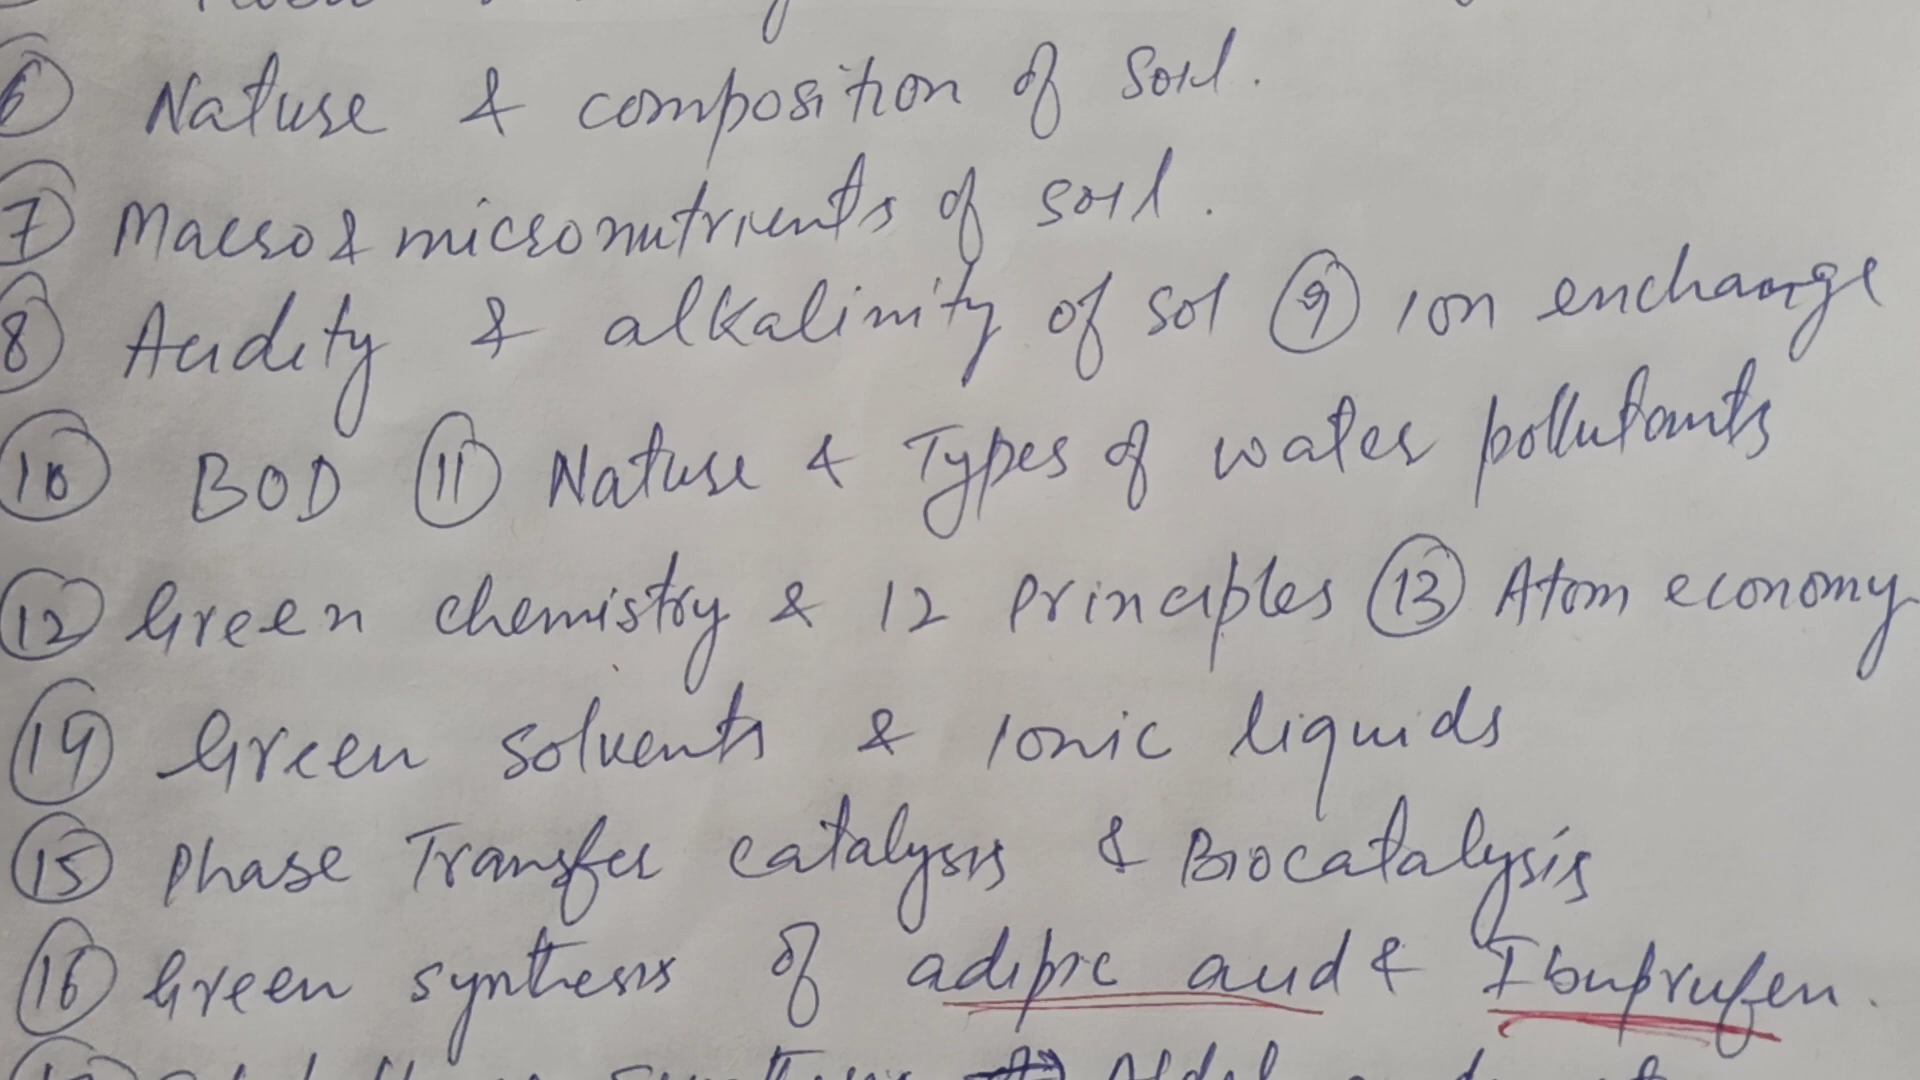 ⑥ Nature & composition of Soil.
⑦ Macro & micronutrients of soil.
⑧ Acidity & alkalinity of sol ⑨ ion enchange
⑩ BOD ⑪ Nature & Types of water pollutants
⑫ Green chemistry & 12 Principles ⑬ Atom economy
⑭ Green solvents & Ionic liquids
⑮ Phase Transfer catalysis & Biocatalysis
⑯ Green synthesis of adipic acid & Ibuprufen.